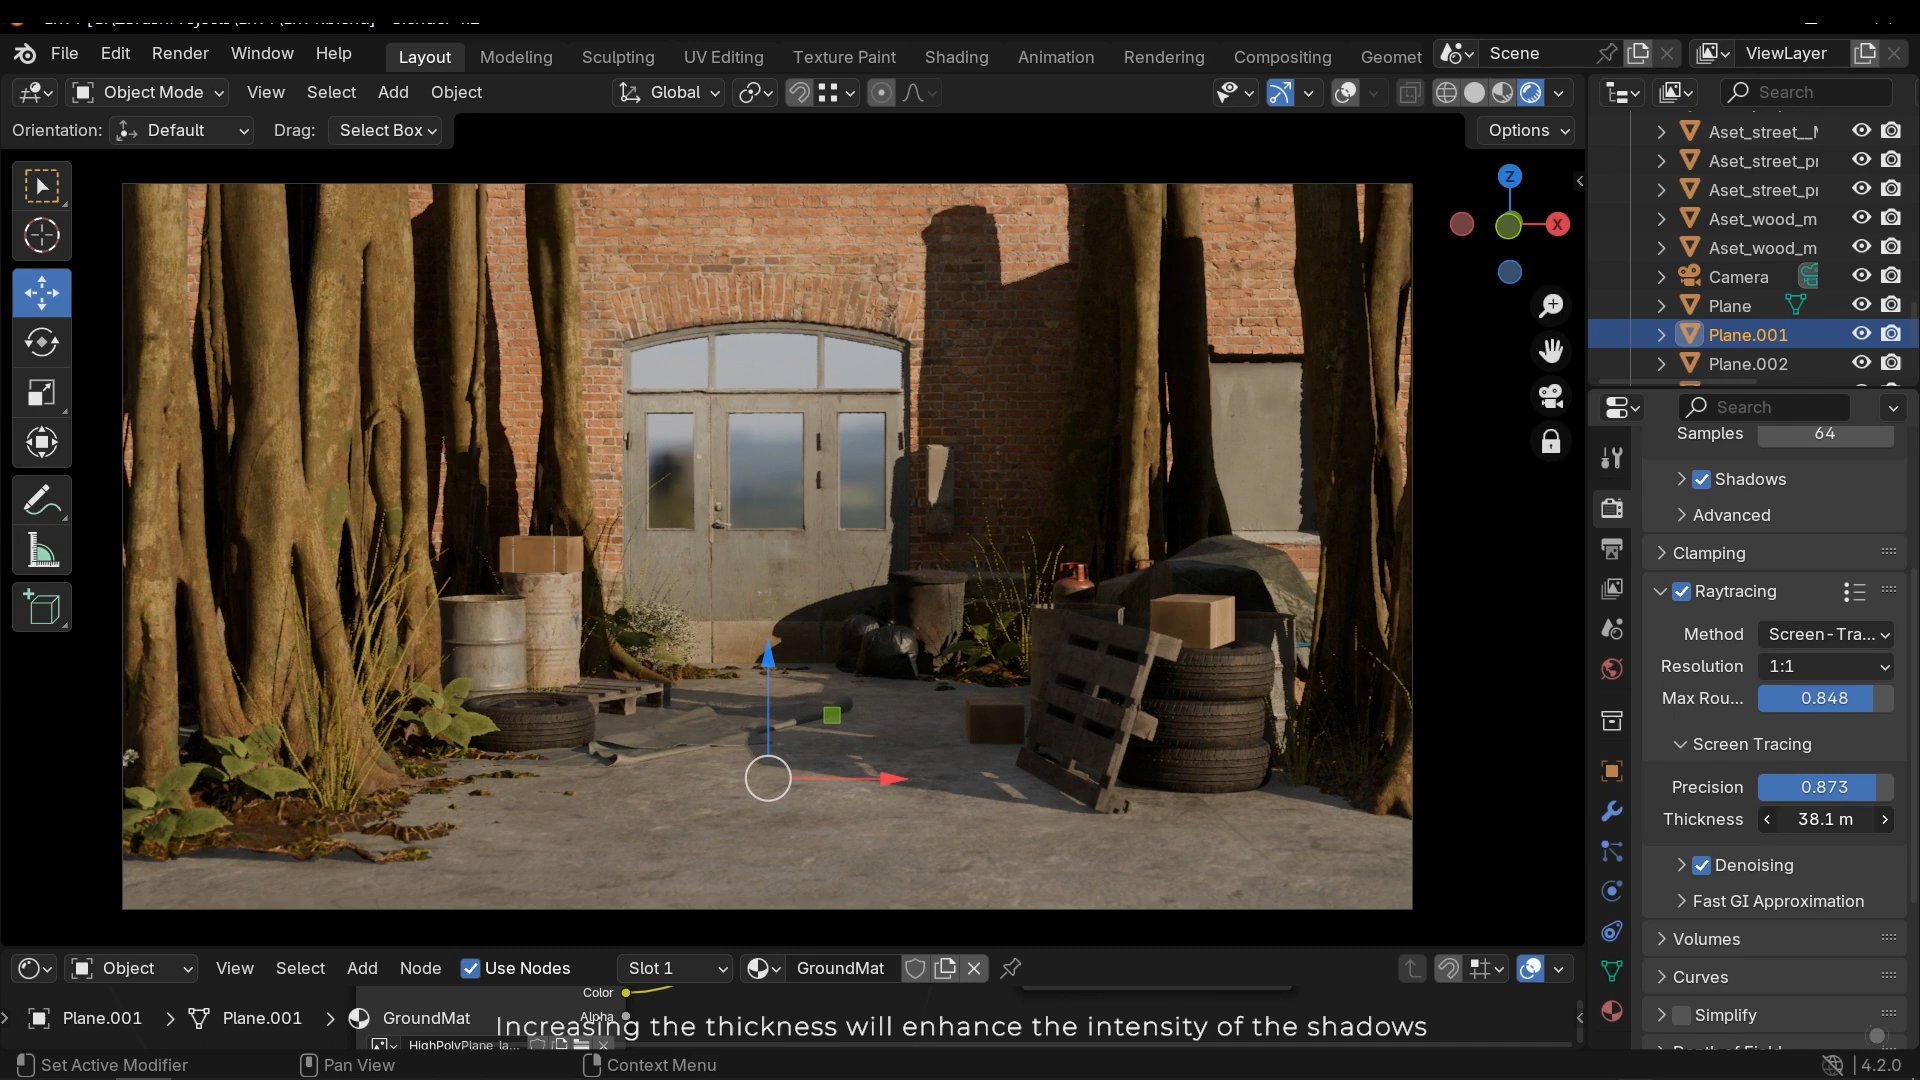 File Edit Render Window Help Layout Modeling Sculpting UV Editing Texture Paint Shading Animation Rendering Compositing Geomet Scene ViewLayer
Object Mode View Select Add Object Global Search
Orientation: Default Drag: Select Box Options
Z
X
Aset_street__
Aset_street_p
Aset_street_p
Aset_wood_m
Aset_wood_m
Camera
Plane
Plane.001
Plane.002
Search
Samples 64
Shadows
Advanced
Clamping
Raytracing
Method Screen-Tra...
Resolution 1:1
Max Rou... 0.848
Screen Tracing
Precision 0.873
Thickness 38.1 m
Denoising
Fast GI Approximation
Volumes
Curves
Simplify
Object View Select Add Node Use Nodes Slot 1 GroundMat
Color
Plane.001 Plane.001 GroundMat
Alpha
Increasing the thickness will enhance the intensity of the shadows
Set Active Modifier Pan View Context Menu 4.2.0